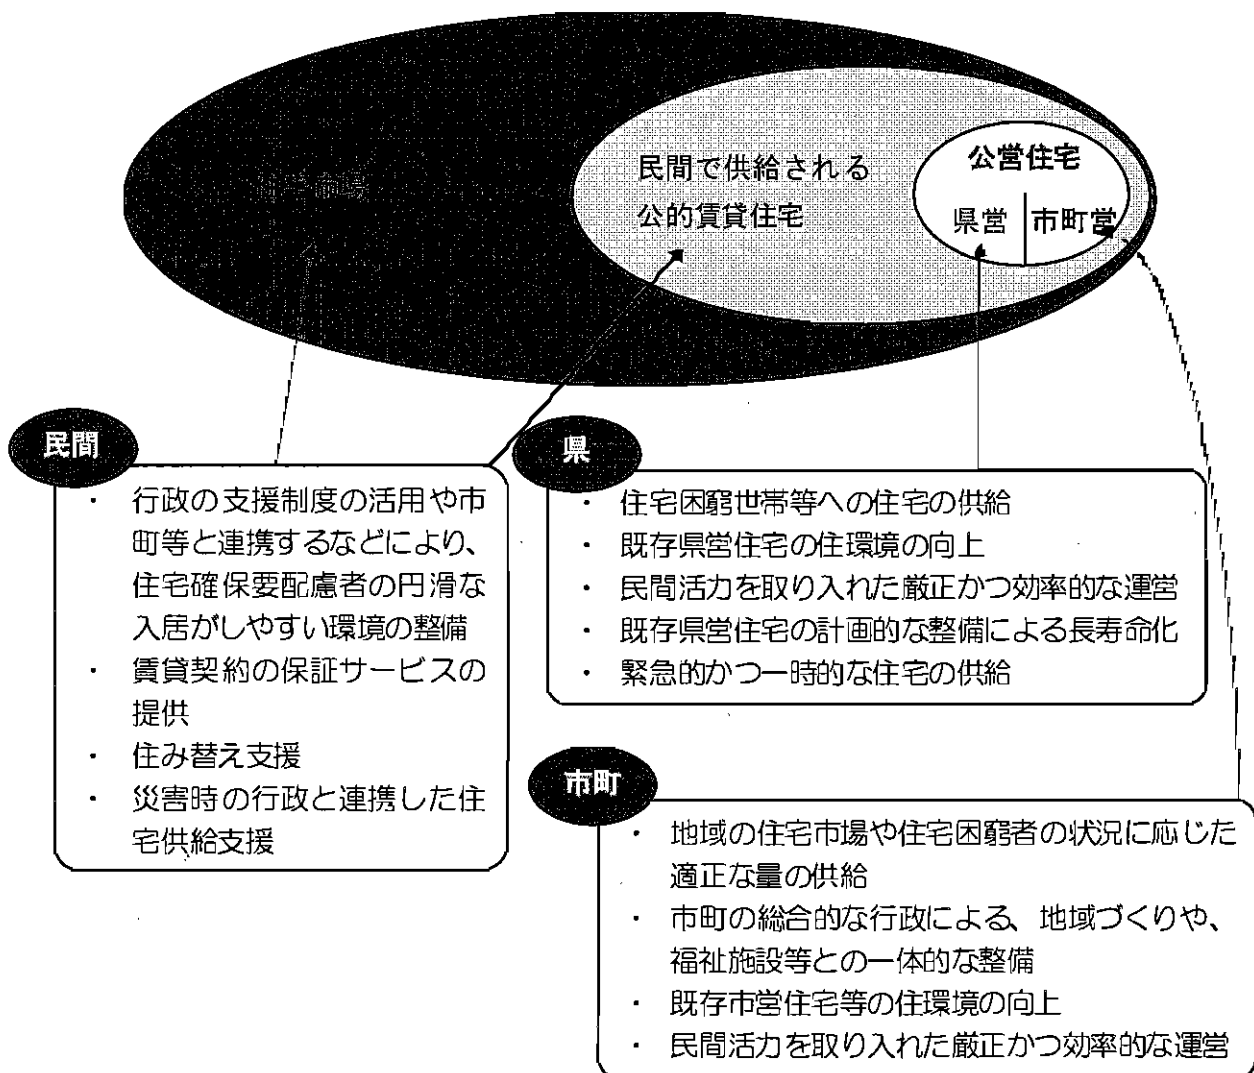 民間で供給される
公的賃貸住宅
公営住宅
県営
市町営
民間
・ 行政の支援制度の活用や市
町等と連携するなどにより、
住宅確保要配慮者の円滑な
入居がしやすい環境の整備
・ 賃貸契約の保証サービスの
提供
・ 住み替え支援
・ 災害時の行政と連携した住
宅供給支援
県
・ 住宅困窮世帯等への住宅の供給
・ 既存県営住宅の住環境の向上
・ 民間活力を取り入れた厳正かつ効率的な運営
・ 既存県営住宅の計画的な整備による長寿命化
・ 緊急的かつ一時的な住宅の供給
市町
・ 地域の住宅市場や住宅困窮者の状況に応じた
適正な量の供給
・ 市町の総合的な行政による、地域づくりや、
福祉施設等との一体的な整備
・ 既存市営住宅等の住環境の向上
・ 民間活力を取り入れた厳正かつ効率的な運営